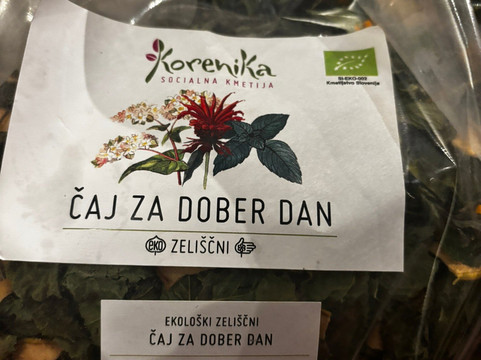 Korenika
SOCIALNA KMETIJA
SI-EKO-002
Kmetijstvo Slovenija
ČAJ ZA DOBER DAN
EKO ZELIŠČNI
EKOLOŠKI ZELIŠČNI
ČAJ ZA DOBER DAN